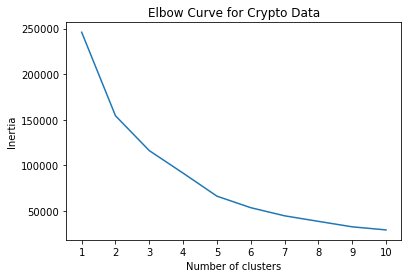 Elbow Curve for Crypto Data
250000
200000
150000
100000
50000
Inertia
1 2 3 4 5 6 7 8 9 10
Number of clusters